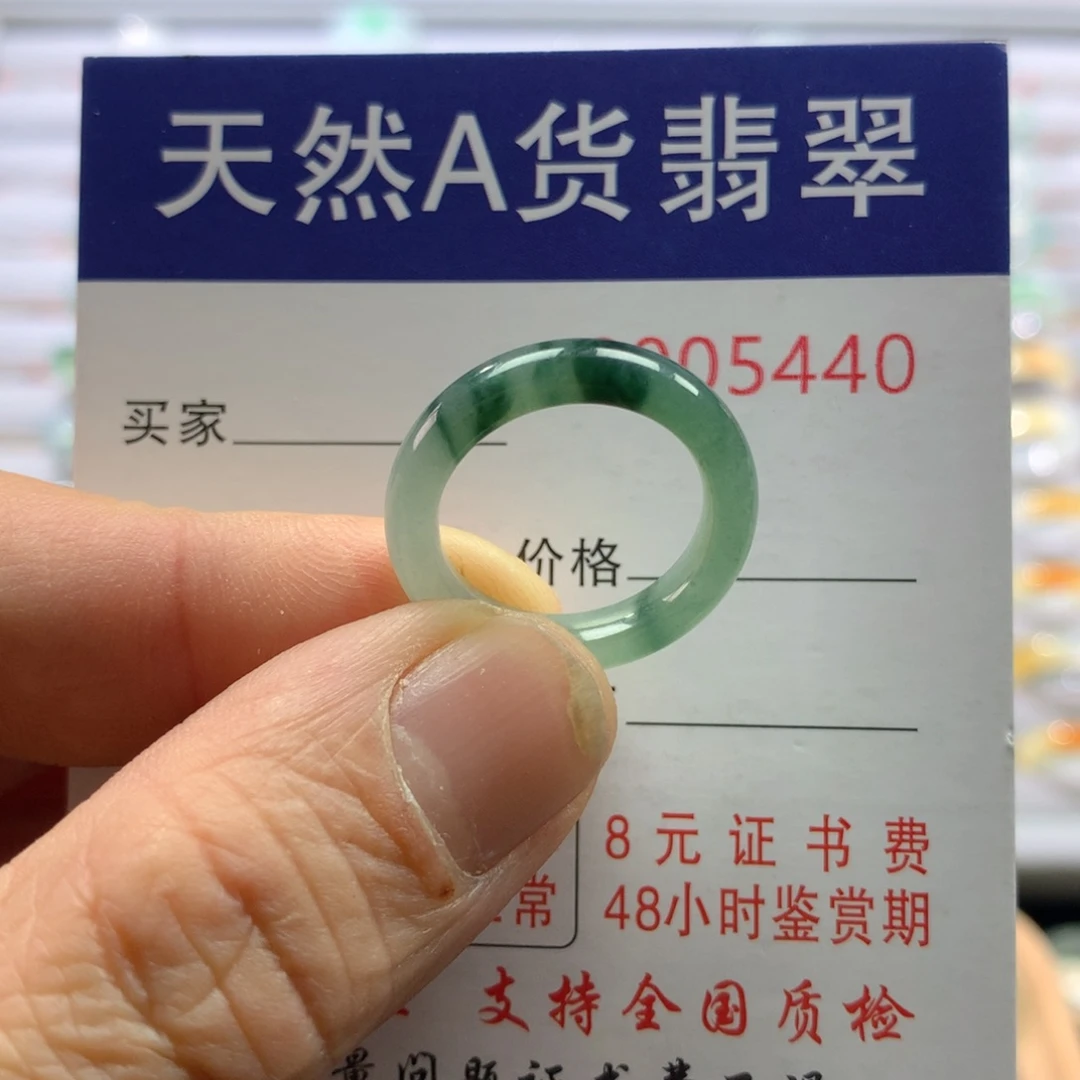 天然A货翡翠
05440
买家
价格
8元证书费
常
48小时鉴赏期
支持全国质检